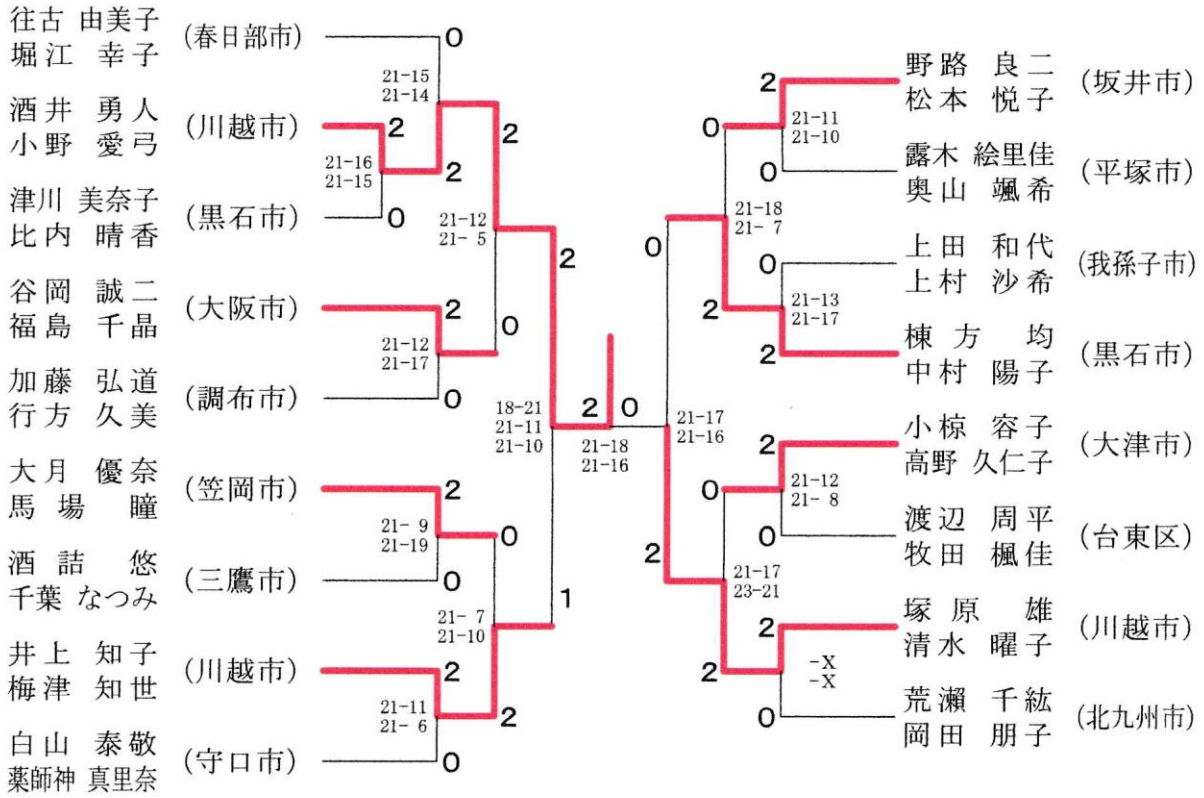 往古 由美子
堀江 幸子
(春日部市)
0
21-15
21-14
酒井 勇人
小野 愛弓
(川越市)
2
2
2
21-16
21-15
津川 美奈子
比内 晴香
(黒石市)
0
21-12
21- 5
2
谷岡 誠二
福島 千晶
(大阪市)
2
0
21-12
21-17
加藤 弘道
行方 久美
(調布市)
0
18-21
21-11
21-10
2
0
21-18
21-16
大月 優奈
馬場 瞳
(笠岡市)
2
0
21- 9
21-19
酒詰 悠
千葉 なつみ
(三鷹市)
0
1
21- 7
21-10
井上 知子
梅津 知世
(川越市)
2
2
21-11
21- 6
白山 泰敬
薬師神 真里奈
(守口市)
0
2
野路 良二
松本 悦子
(坂井市)
0
21-11
21-10
露木 絵里佳
奥山 颯希
(平塚市)
0
0
21-18
21- 7
0
上田 和代
上村 沙希
(我孫子市)
2
21-13
21-17
2
棟方 均
中村 陽子
(黒石市)
21-17
21-16
2
小椋 容子
高野 久仁子
(大津市)
0
21-12
21- 8
0
渡辺 周平
牧田 楓佳
(台東区)
2
21-17
23-21
2
塚原 雄
清水 曜子
(川越市)
2
-X
-X
0
荒瀬 千紘
岡田 朋子
(北九州市)